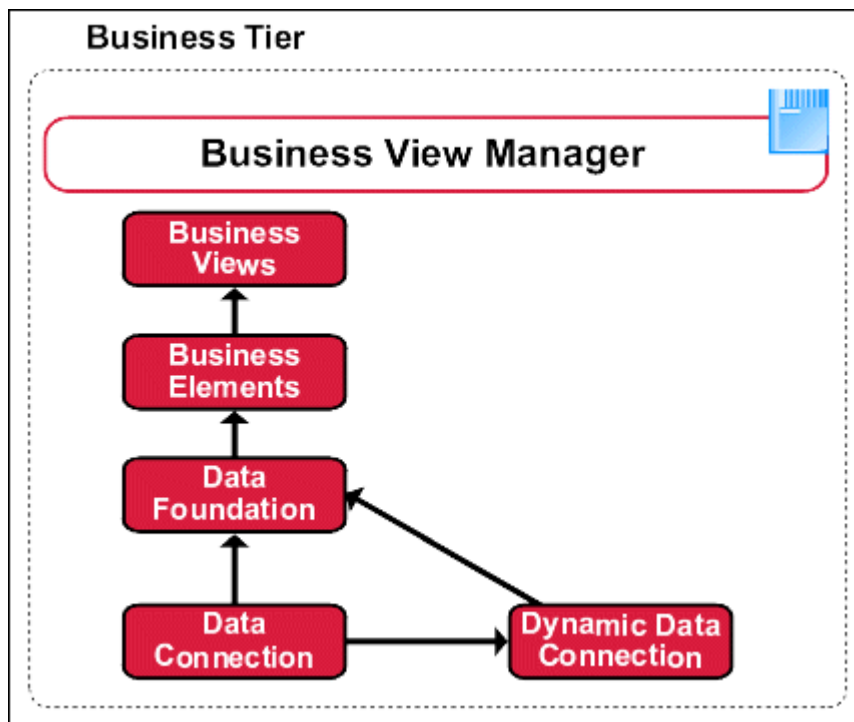 Business Tier
Business View Manager
Business
Views
Business
Elements
Data
Foundation
Data
Connection
Dynamic Data
Connection